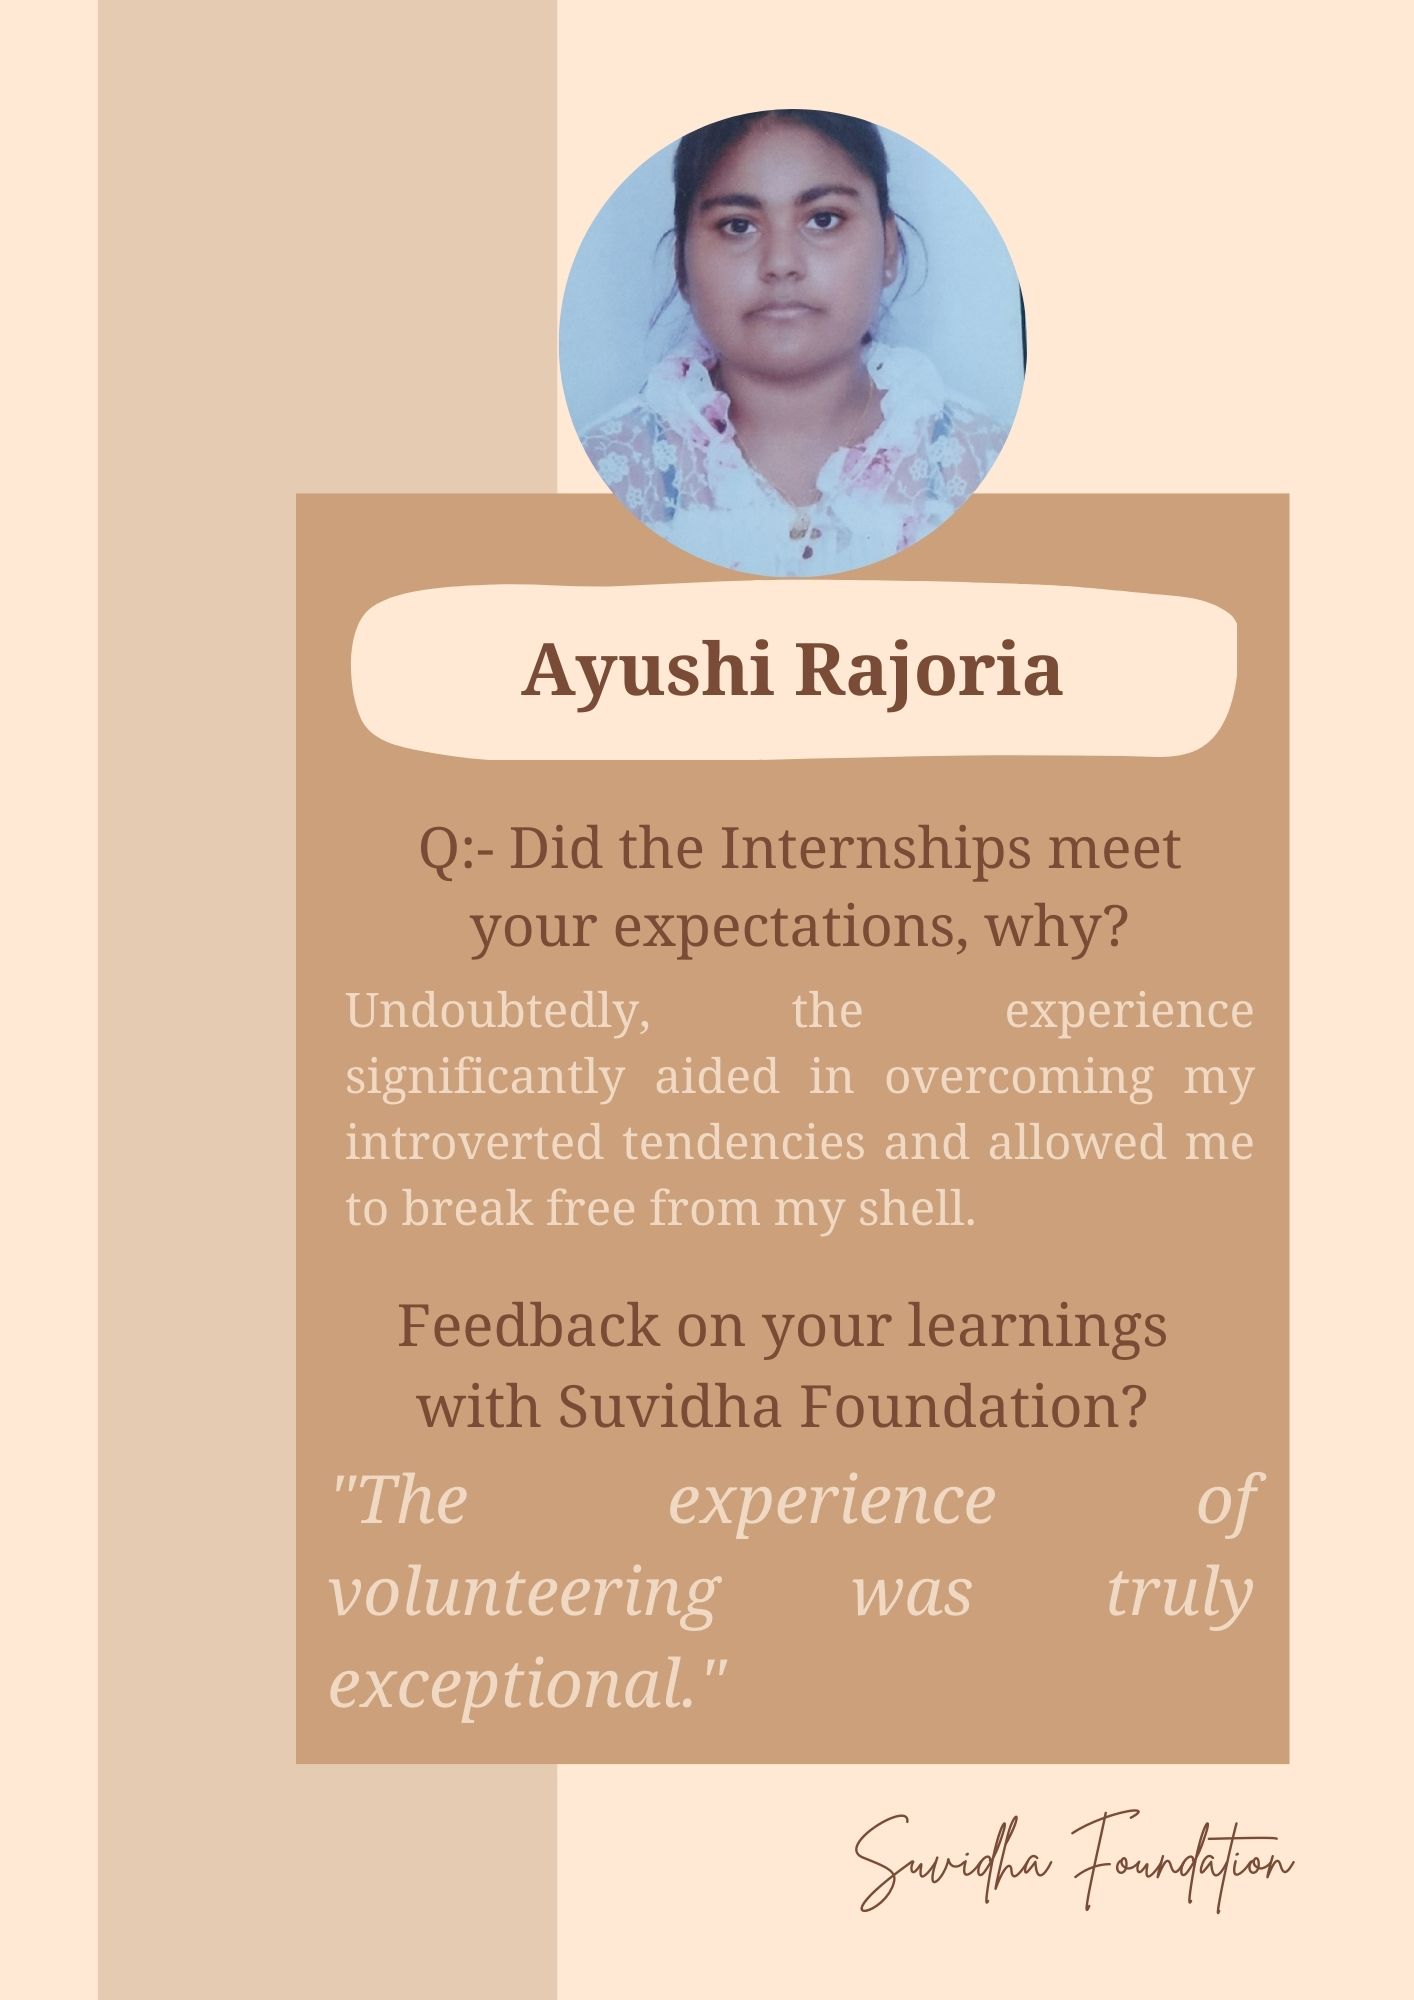 Ayushi Rajoria
Q:- Did the Internships meet
your expectations, why?
Undoubtedly, the experience
significantly aided in overcoming my
introverted tendencies and allowed me
to break free from my shell.
Feedback on your learnings
with Suvidha Foundation?
"The experience of
volunteering was truly
exceptional."
Suvidha Foundation